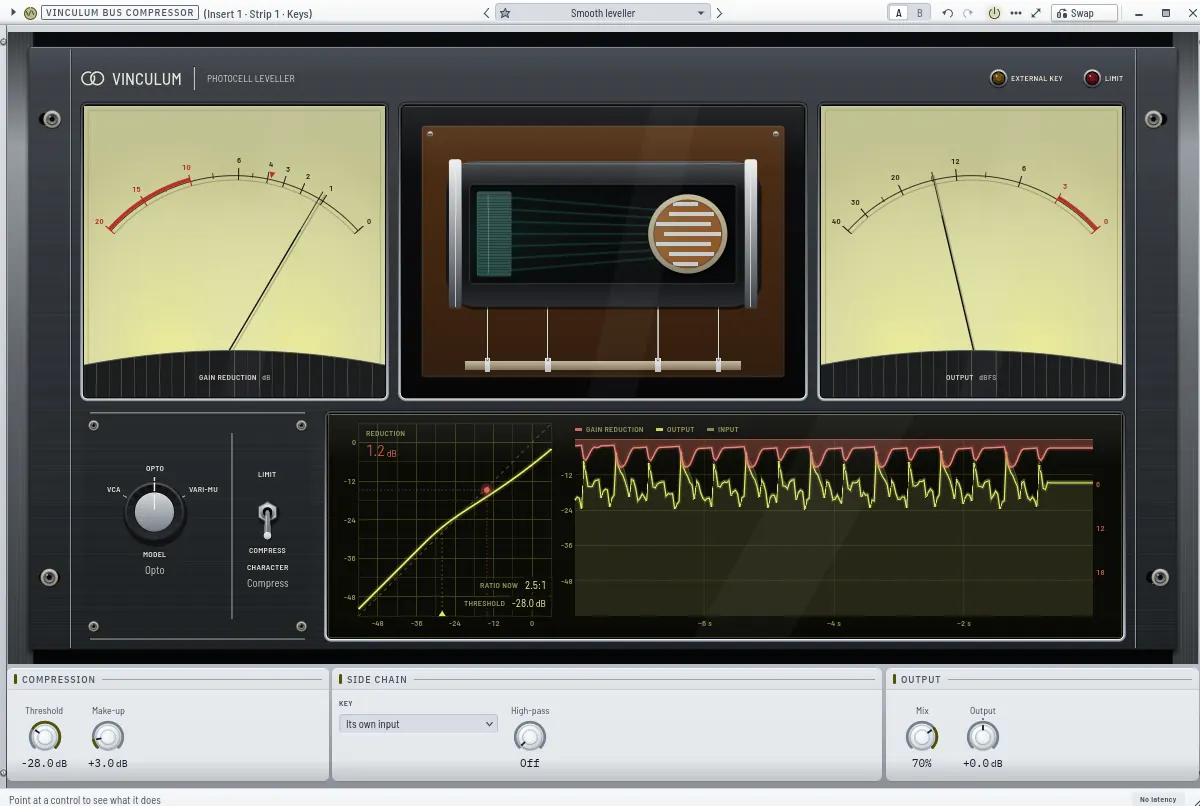 VINCULUM BUS COMPRESSOR (Insert 1 · Strip 1 · Keys)
Smooth leveller
A B
Swap
VINCULUM PHOTOCELL LEVELLER
EXTERNAL KEY LIMIT
20 15 10 6 4 3 2 1 0
GAIN REDUCTION dB
40 30 20 12 6 3 0
OUTPUT dBFS
OPTO
VCA VARI-MU
MODEL
Opto
LIMIT
COMPRESS
CHARACTER
Compress
REDUCTION
1.2 dB
0
-12
-24
-36
-48
-48 -36 -24 -12 0
RATIO NOW 2.5:1
THRESHOLD -28.0 dB
GAIN REDUCTION OUTPUT INPUT
-12
-24
-36
-48
6
12
18
-6 s -4 s -2 s
COMPRESSION
Threshold Make-up
-28.0 dB +3.0 dB
SIDE CHAIN
KEY
Its own input
High-pass
Off
OUTPUT
Mix Output
70% +0.0 dB
Point at a control to see what it does
No latency